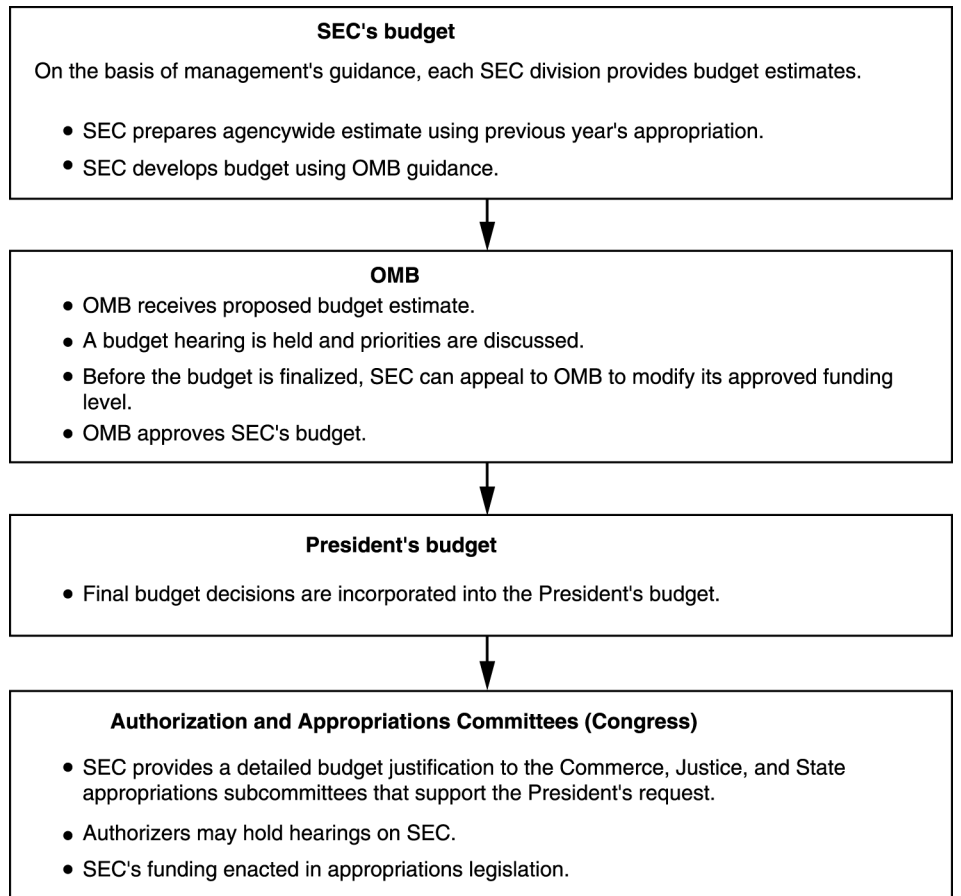 SEC's budget
On the basis of management's guidance, each SEC division provides budget estimates.
• SEC prepares agencywide estimate using previous year's appropriation.
• SEC develops budget using OMB guidance.
OMB
• OMB receives proposed budget estimate.
• A budget hearing is held and priorities are discussed.
• Before the budget is finalized, SEC can appeal to OMB to modify its approved funding
level.
• OMB approves SEC's budget.
President's budget
• Final budget decisions are incorporated into the President's budget.
Authorization and Appropriations Committees (Congress)
• SEC provides a detailed budget justification to the Commerce, Justice, and State
appropriations subcommittees that support the President's request.
• Authorizers may hold hearings on SEC.
• SEC's funding enacted in appropriations legislation.